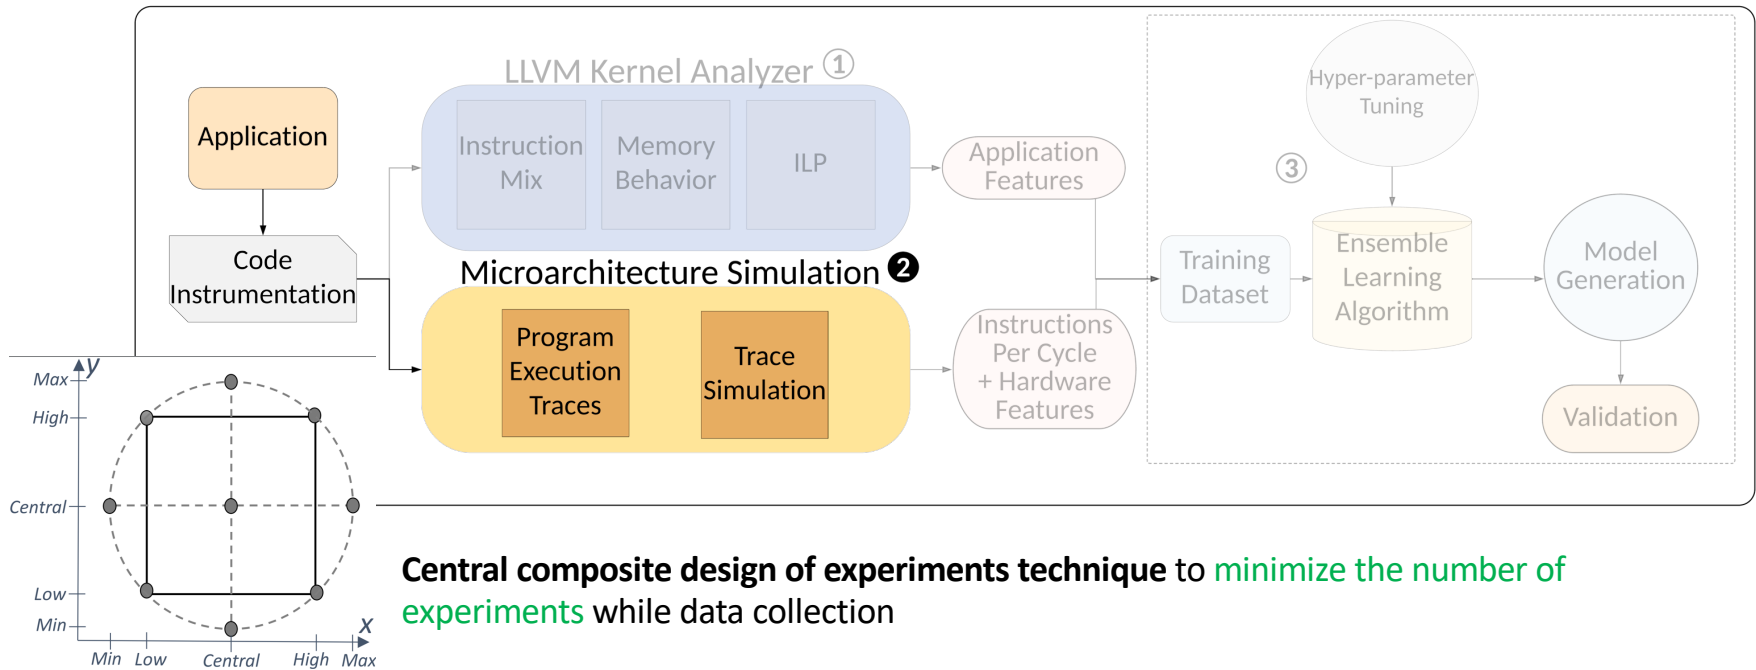 LLVM Kernel Analyzer ①
Application
Instruction
Mix
Memory
Behavior
ILP
Application
Features
Hyper-parameter
Tuning
③
Code
Instrumentation
Microarchitecture Simulation ❷
Program
Execution
Traces
Trace
Simulation
Instructions
Per Cycle
+ Hardware
Features
Training
Dataset
Ensemble
Learning
Algorithm
Model
Generation
Validation
y
Max
High
Central
Low
Min
x
Min Low Central High Max
Central composite design of experiments technique to minimize the number of
experiments while data collection